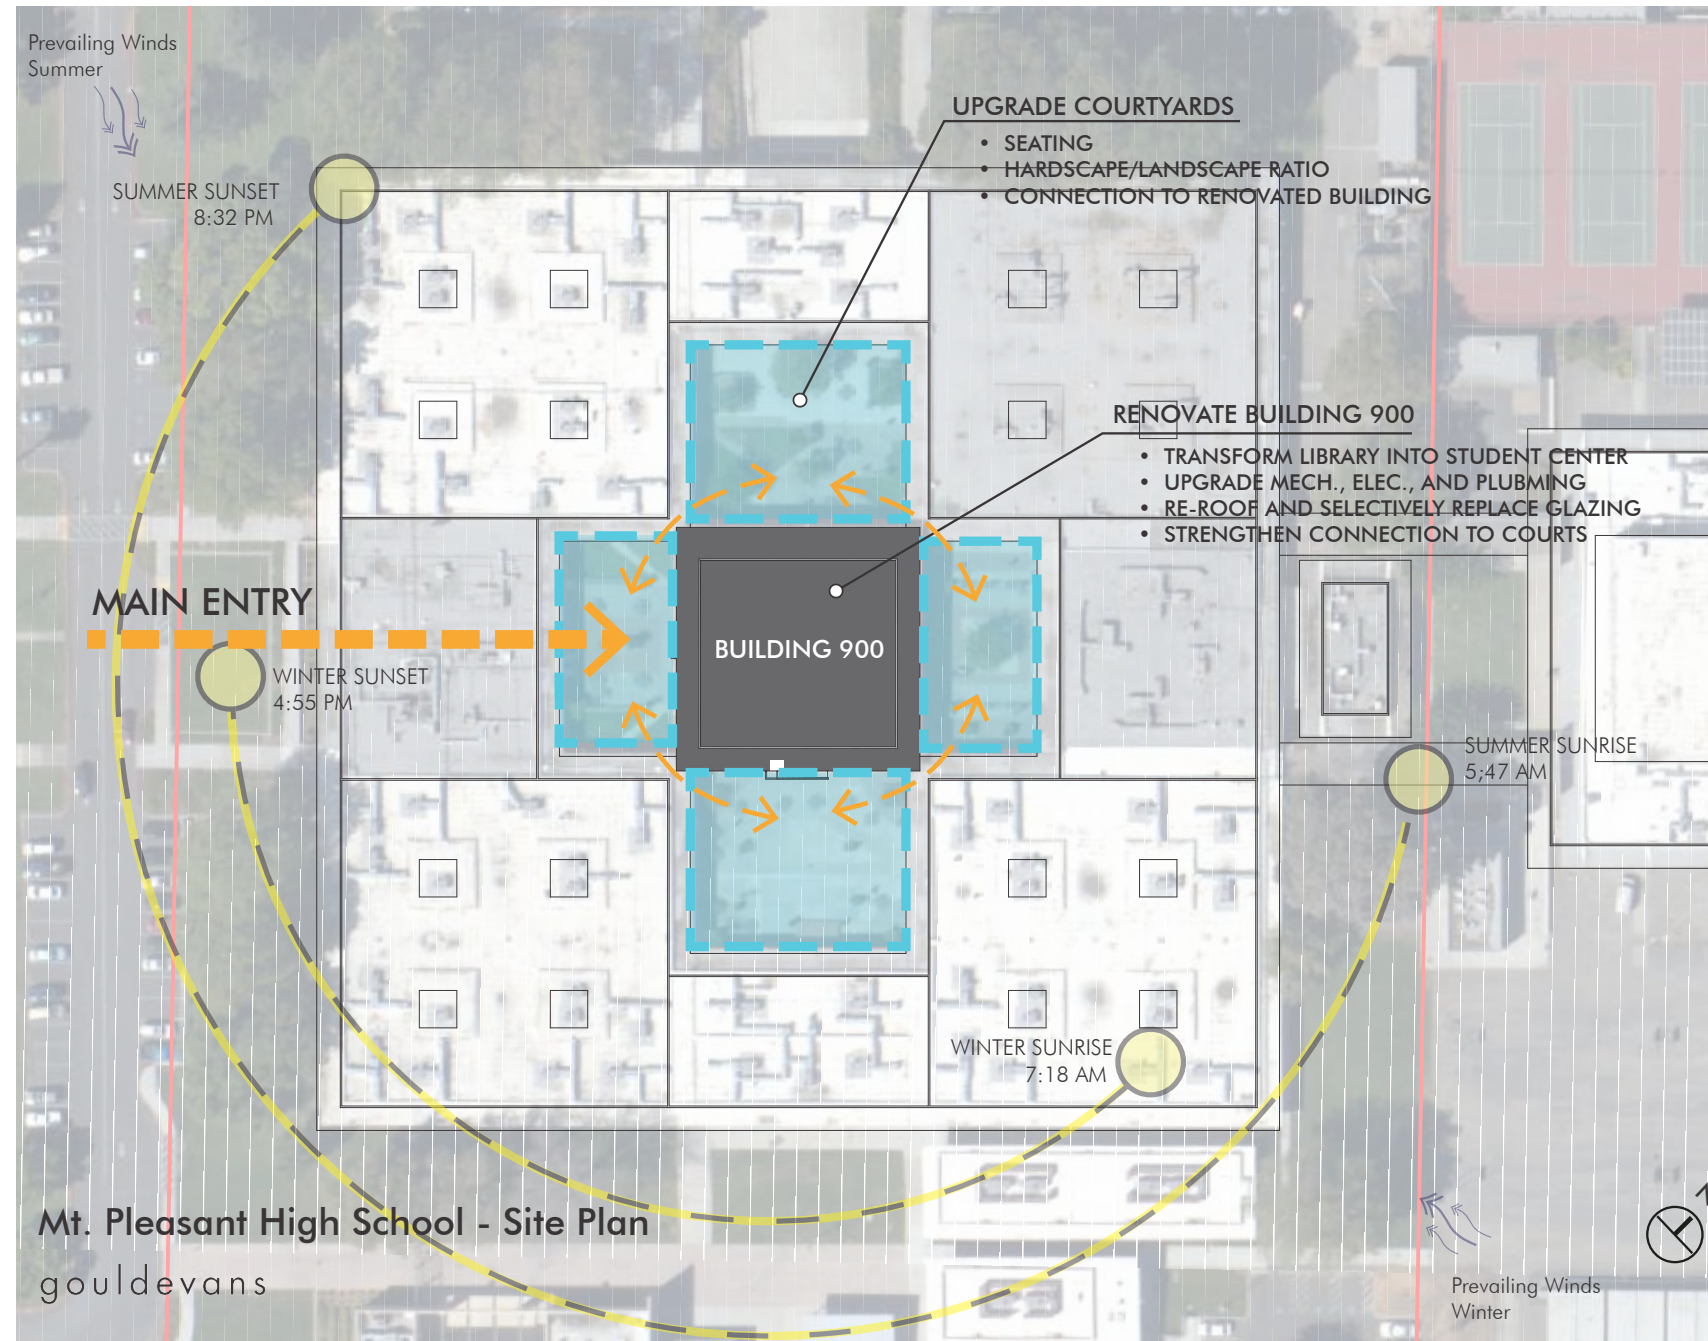 Prevailing Winds
Summer
SUMMER SUNSET
8:32 PM
UPGRADE COURTYARDS
• SEATING
• HARDSCAPE/LANDSCAPE RATIO
• CONNECTION TO RENOVATED BUILDING
RENOVATE BUILDING 900
• TRANSFORM LIBRARY INTO STUDENT CENTER
• UPGRADE MECH., ELEC., AND PLUBMING
• RE-ROOF AND SELECTIVELY REPLACE GLAZING
• STRENGTHEN CONNECTION TO COURTS
MAIN ENTRY
BUILDING 900
WINTER SUNSET
4:55 PM
SUMMER SUNRISE
5;47 AM
WINTER SUNRISE
7:18 AM
Mt. Pleasant High School - Site Plan
gouldevans
Prevailing Winds
Winter